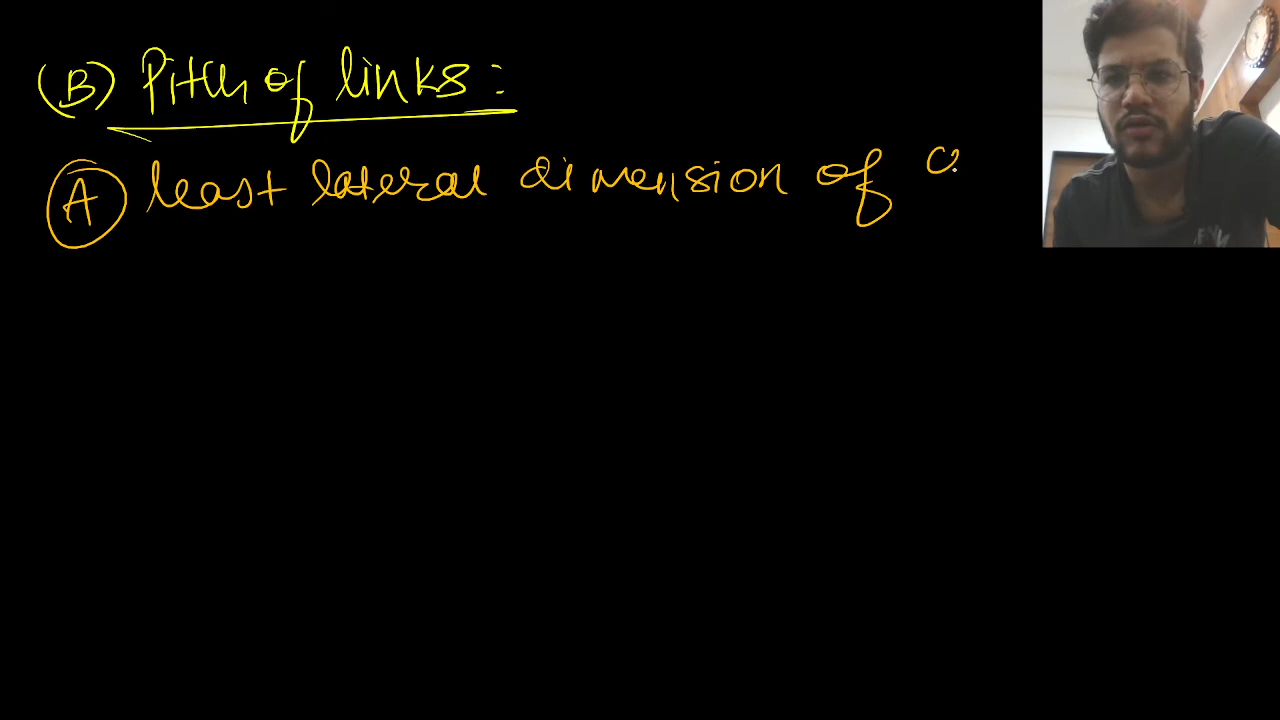 (B) Pitch of links :
(A) least lateral dimension of